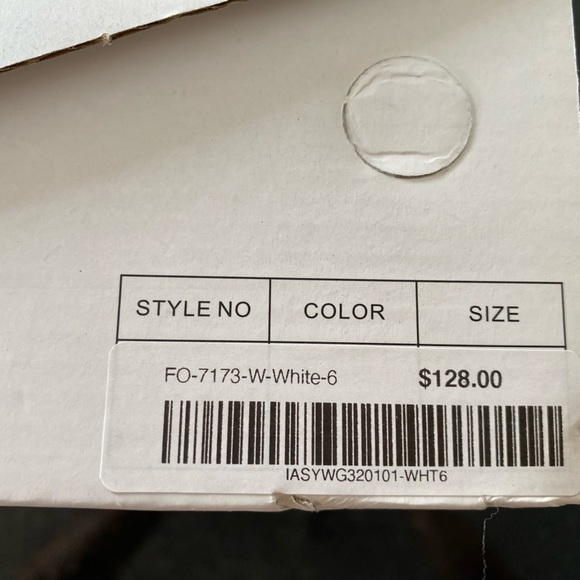 STYLE NO COLOR SIZE
FO-7173-W-White-6 $128.00
IASYWG320101-WHT6